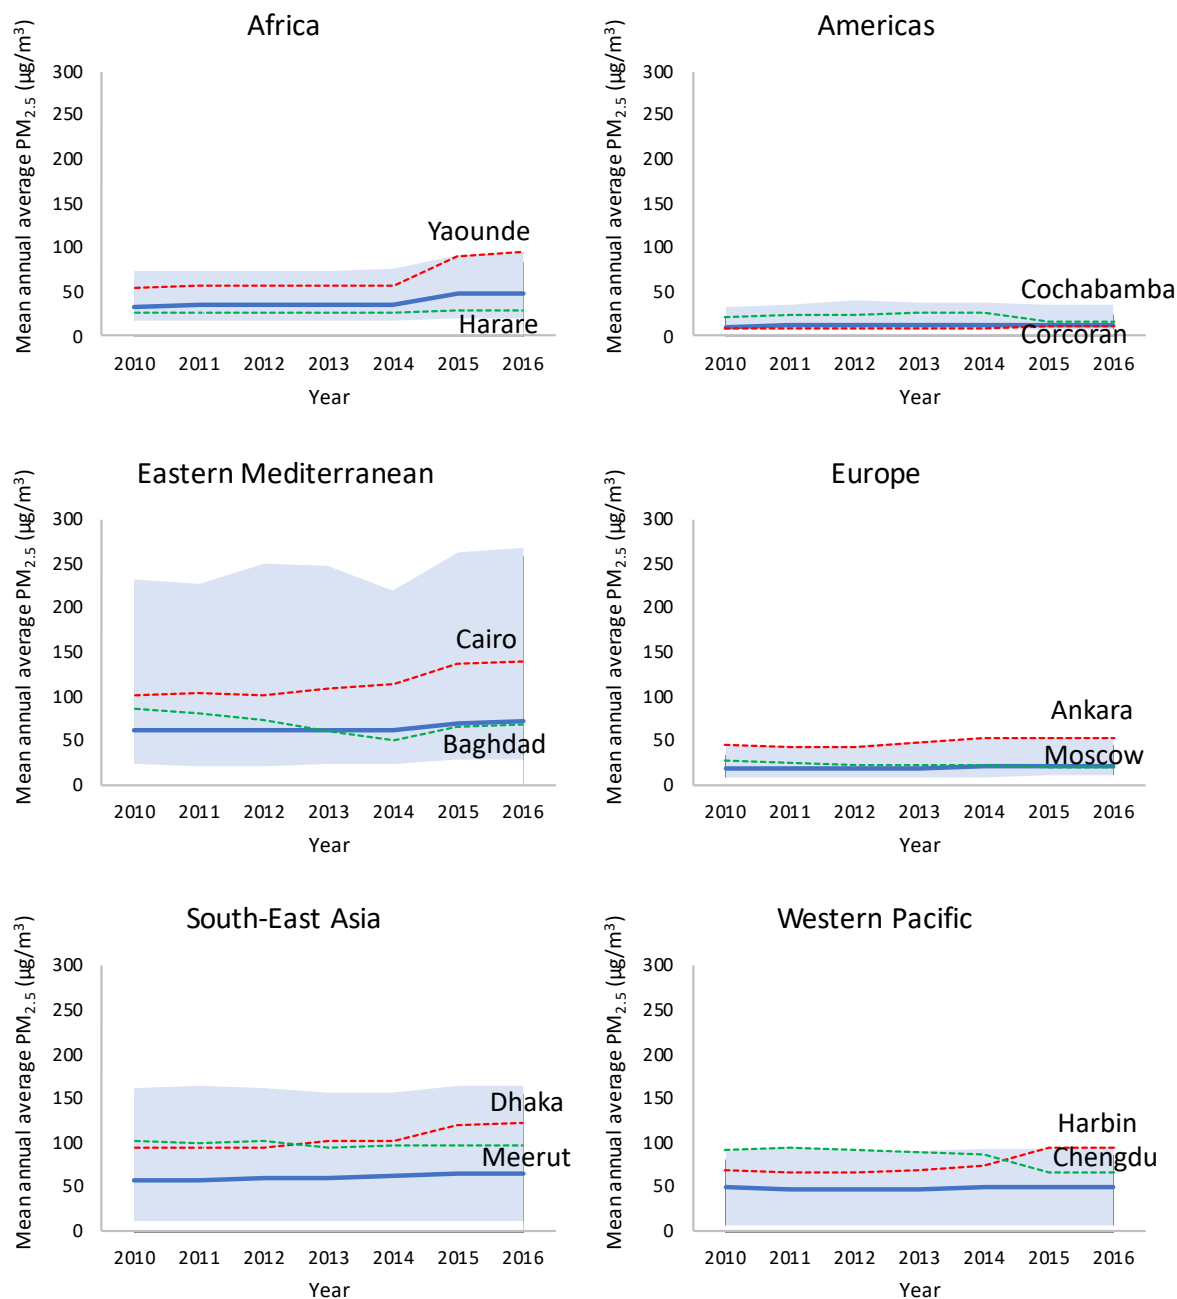 Africa
Mean annual average PM2.5 (µg/m³)
300
250
200
150
100
50
0
Yaounde
Harare
2010 2011 2012 2013 2014 2015 2016
Year
Americas
Mean annual average PM2.5 (µg/m³)
300
250
200
150
100
50
0
Cochabamba
Corcoran
2010 2011 2012 2013 2014 2015 2016
Year
Eastern Mediterranean
Mean annual average PM2.5 (µg/m³)
300
250
200
150
100
50
0
Cairo
Baghdad
2010 2011 2012 2013 2014 2015 2016
Year
Europe
Mean annual average PM2.5 (µg/m³)
300
250
200
150
100
50
0
Ankara
Moscow
2010 2011 2012 2013 2014 2015 2016
Year
South-East Asia
Mean annual average PM2.5 (µg/m³)
300
250
200
150
100
50
0
Dhaka
Meerut
2010 2011 2012 2013 2014 2015 2016
Year
Western Pacific
Mean annual average PM2.5 (µg/m³)
300
250
200
150
100
50
0
Harbin
Chengdu
2010 2011 2012 2013 2014 2015 2016
Year